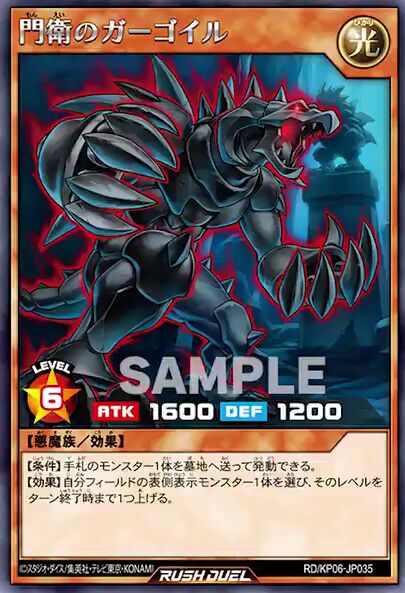 門衛のガーゴイル
光
SAMPLE
LEVEL
6
ATK 1600 DEF 1200
【悪魔族/効果】
【条件】手札のモンスター1体を墓地へ送って発動できる。
【効果】自分フィールドの表側表示モンスター1体を選び、そのレベルを
ターン終了時まで1つ上げる。
©スタジオ・ダイス/集英社・テレビ東京・KONAMI
RD/KP06-JP035
RUSH DUEL